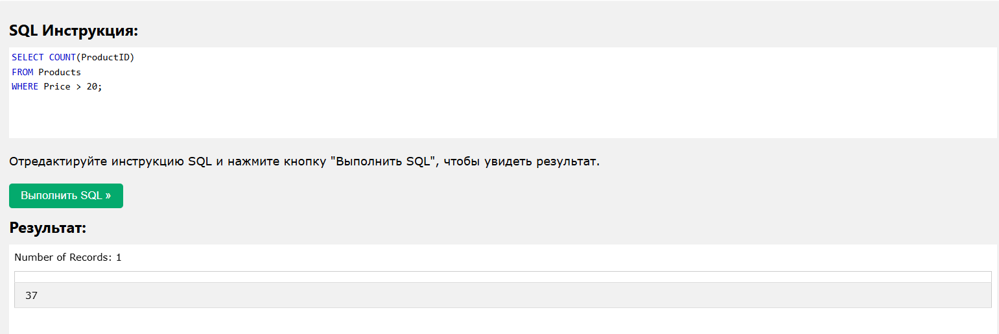 SQL Инструкция:
SELECT COUNT(ProductID)
FROM Products
WHERE Price > 20;
Отредактируйте инструкцию SQL и нажмите кнопку "Выполнить SQL", чтобы увидеть результат.
Выполнить SQL »
Результат:
Number of Records: 1
37